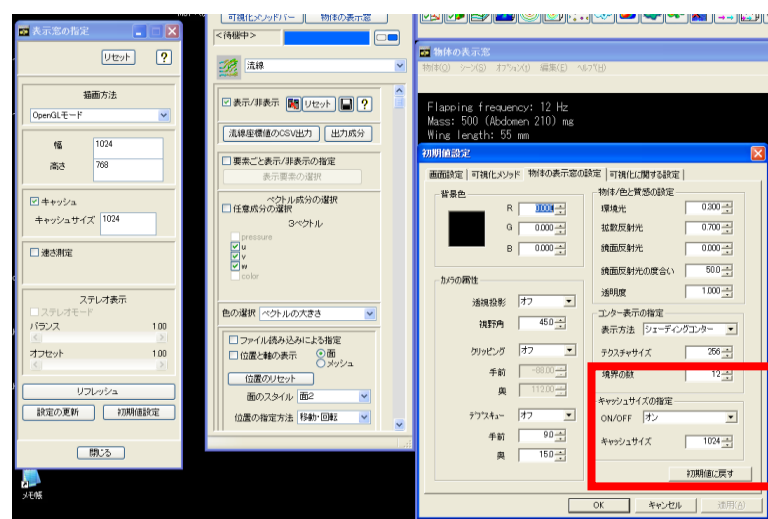 表示窓の指定
リセット
?
描画方法
OpenGLモード
幅
1024
高さ
768
キャッシュ
キャッシュサイズ
1024
速さ測定
ステレオ表示
ステレオモード
バランス
1.00
オフセット
1.00
リフレッシュ
設定の更新
初期値設定
閉じる
メモ帳
可視化メソッドバー
物体の表示窓
<待機中>
流線
表示/非表示
リセット
?
流線座標値のCSV出力
出力成分
要素ごと表示/非表示の指定
表示要素の選択
ベクトル成分の選択
任意成分の選択
3ベクトル
pressure
u
v
w
color
色の選択
ベクトルの大きさ
ファイル読み込みによる指定
位置と軸の表示
面
メッシュ
位置のリセット
面のスタイル
面2
位置の指定方法
移動・回転
物体の表示窓
物体(O)
シーン(S)
オプション(I)
編集(E)
ヘルプ(H)
Flapping frequency: 12 Hz
Mass: 500 (Abdomen 210) mg
Wing length: 55 mm
初期値設定
画面設定
可視化メソッド
物体の表示窓の設定
可視化に関する設定
背景色
R
0.000
G
0.000
B
0.000
カメラの属性
透視投影
オフ
視野角
45.0
クリッピング
オフ
手前
-88.00
奥
112.00
デプスキュー
オフ
手前
9.0
奥
15.0
物体/色と質感の設定
環境光
0.300
拡散反射光
0.700
鏡面反射光
0.000
鏡面反射光の度合い
50.0
透明度
1.000
コンター表示の指定
表示方法
シェーディングコンター
テクスチャサイズ
256
境界の数
12
キャッシュサイズの指定
ON/OFF
オン
キャッシュサイズ
1024
初期値に戻す
OK
キャンセル
適用(A)